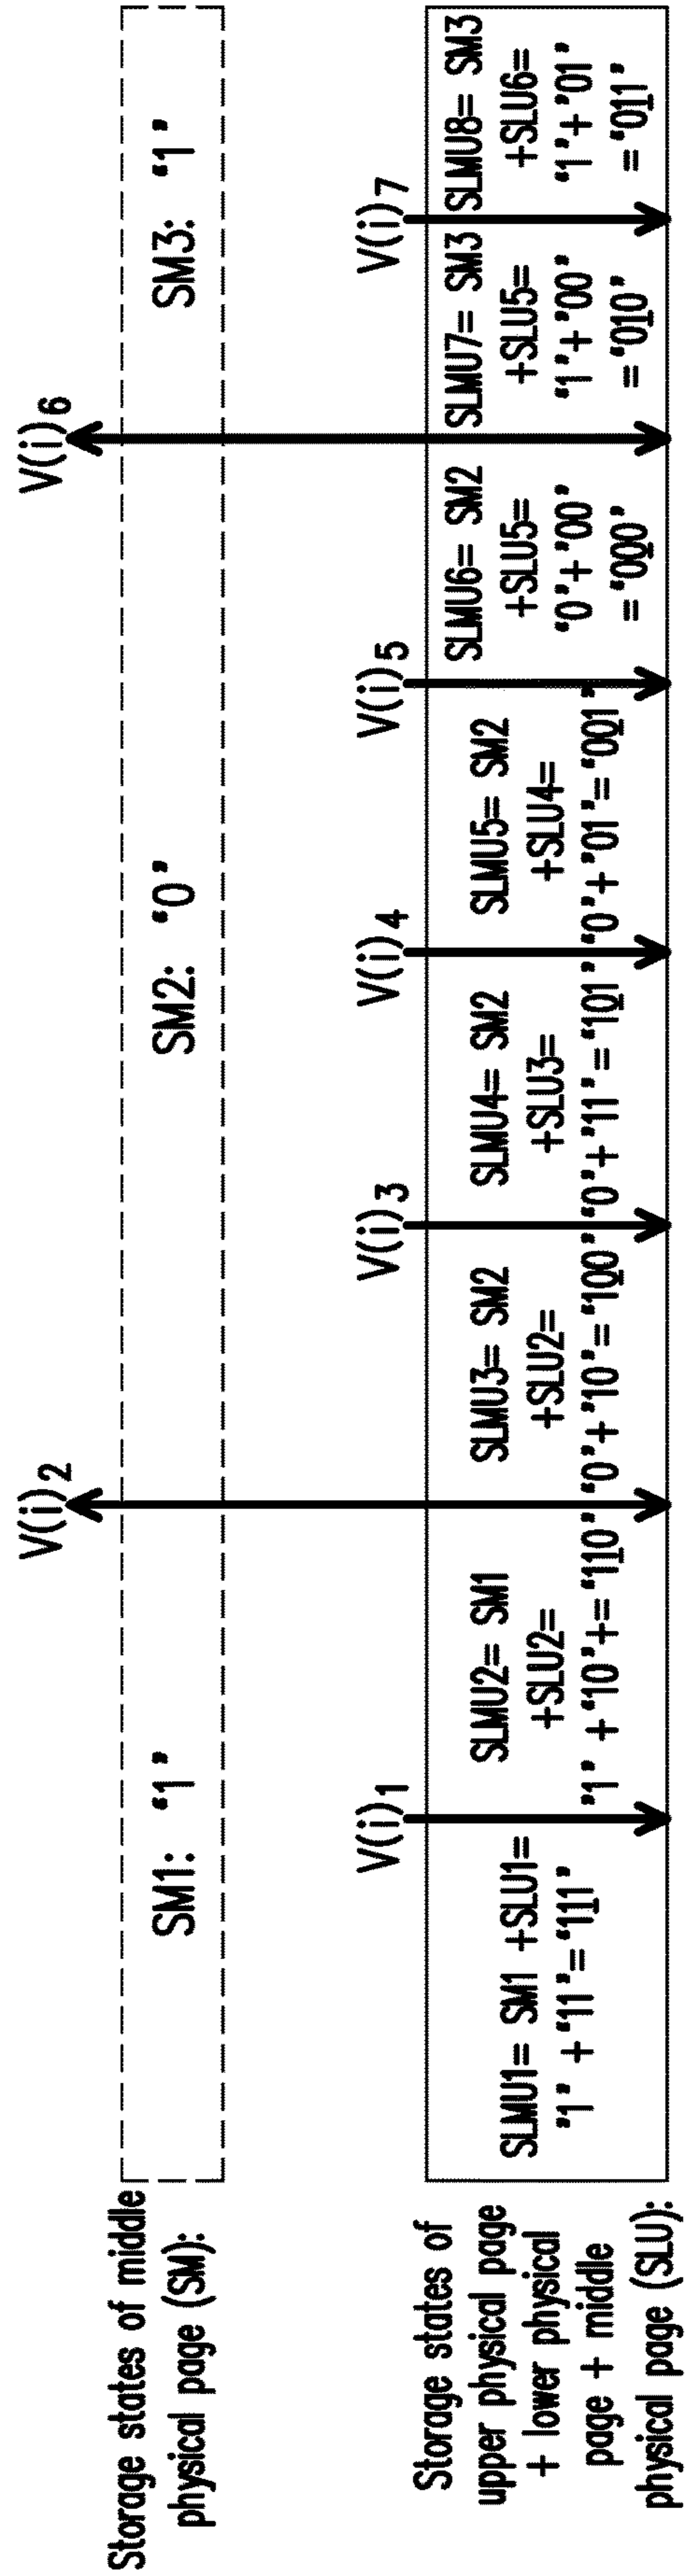 V(i)2
V(i)6
Storage states of middle
physical page (SM):
SM1: “1”
SM2: “0”
SM3: “1”
V(i)1
V(i)3
V(i)4
V(i)5
V(i)7
Storage states of
upper physical page
+ lower physical
page + middle
physical page (SLU):
SLMU1= SM1 +SLU1=
”1” + “11”= “111”
SLMU2= SM1
+SLU2=
”1” +“10”+= “110”
SLMU3= SM2
+SLU2=
“0”+“10”= “100”
SLMU4= SM2
+SLU3=
“0”+“11”= “101”
SLMU5= SM2
+SLU4=
“0”+“01”= “001”
SLMU6= SM2
+SLU5=
“0”+“00”
= “000”
SLMU7= SM3
+SLU5=
“1”+“00”
= “010”
SLMU8= SM3
+SLU6=
“1”+“01”
= “011”